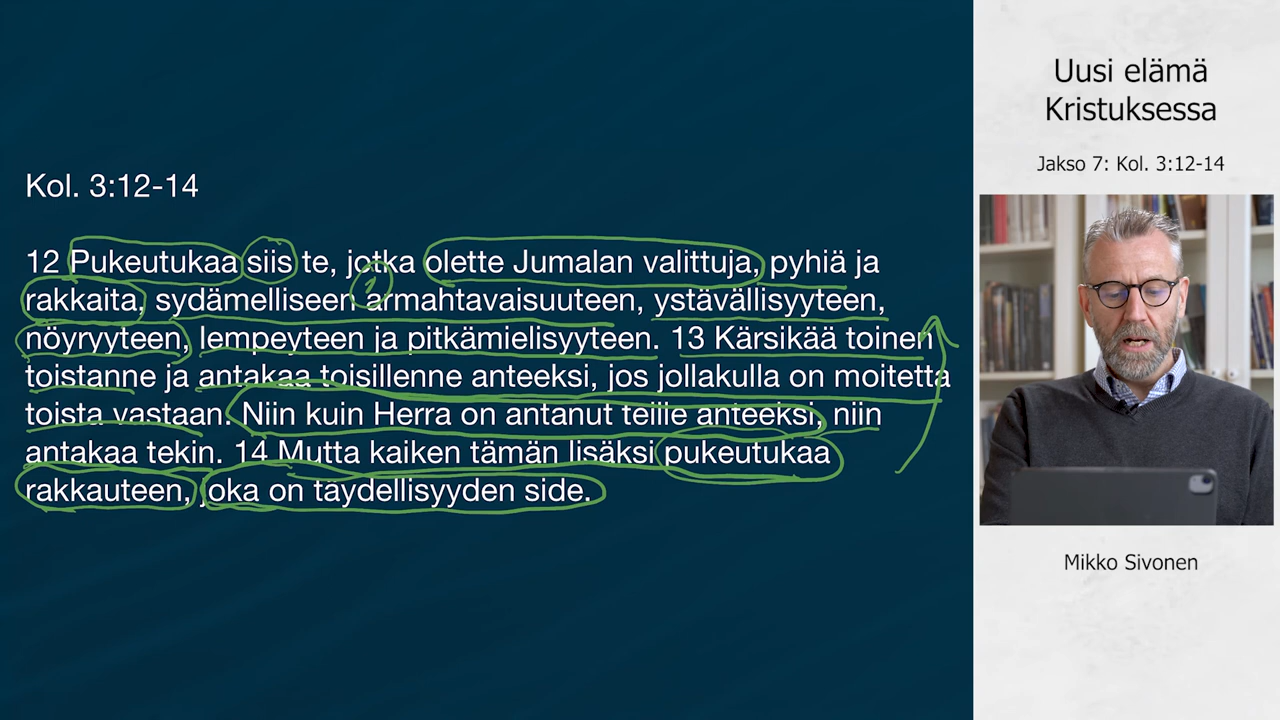 Kol. 3:12-14
12 Pukeutukaa siis te, jotka olette Jumalan valittuja, pyhiä ja
rakkaita, sydämelliseen armahtavaisuuteen, ystävällisyyteen,
nöyryyteen, lempeyteen ja pitkämielisyyteen. 13 Kärsikää toinen
toistanne ja antakaa toisillenne anteeksi, jos jollakulla on moitetta
toista vastaan. Niin kuin Herra on antanut teille anteeksi, niin
antakaa tekin. 14 Mutta kaiken tämän lisäksi pukeutukaa
rakkauteen, joka on täydellisyyden side.
1
Uusi elämä
Kristuksessa
Jakso 7: Kol. 3:12-14
Mikko Sivonen